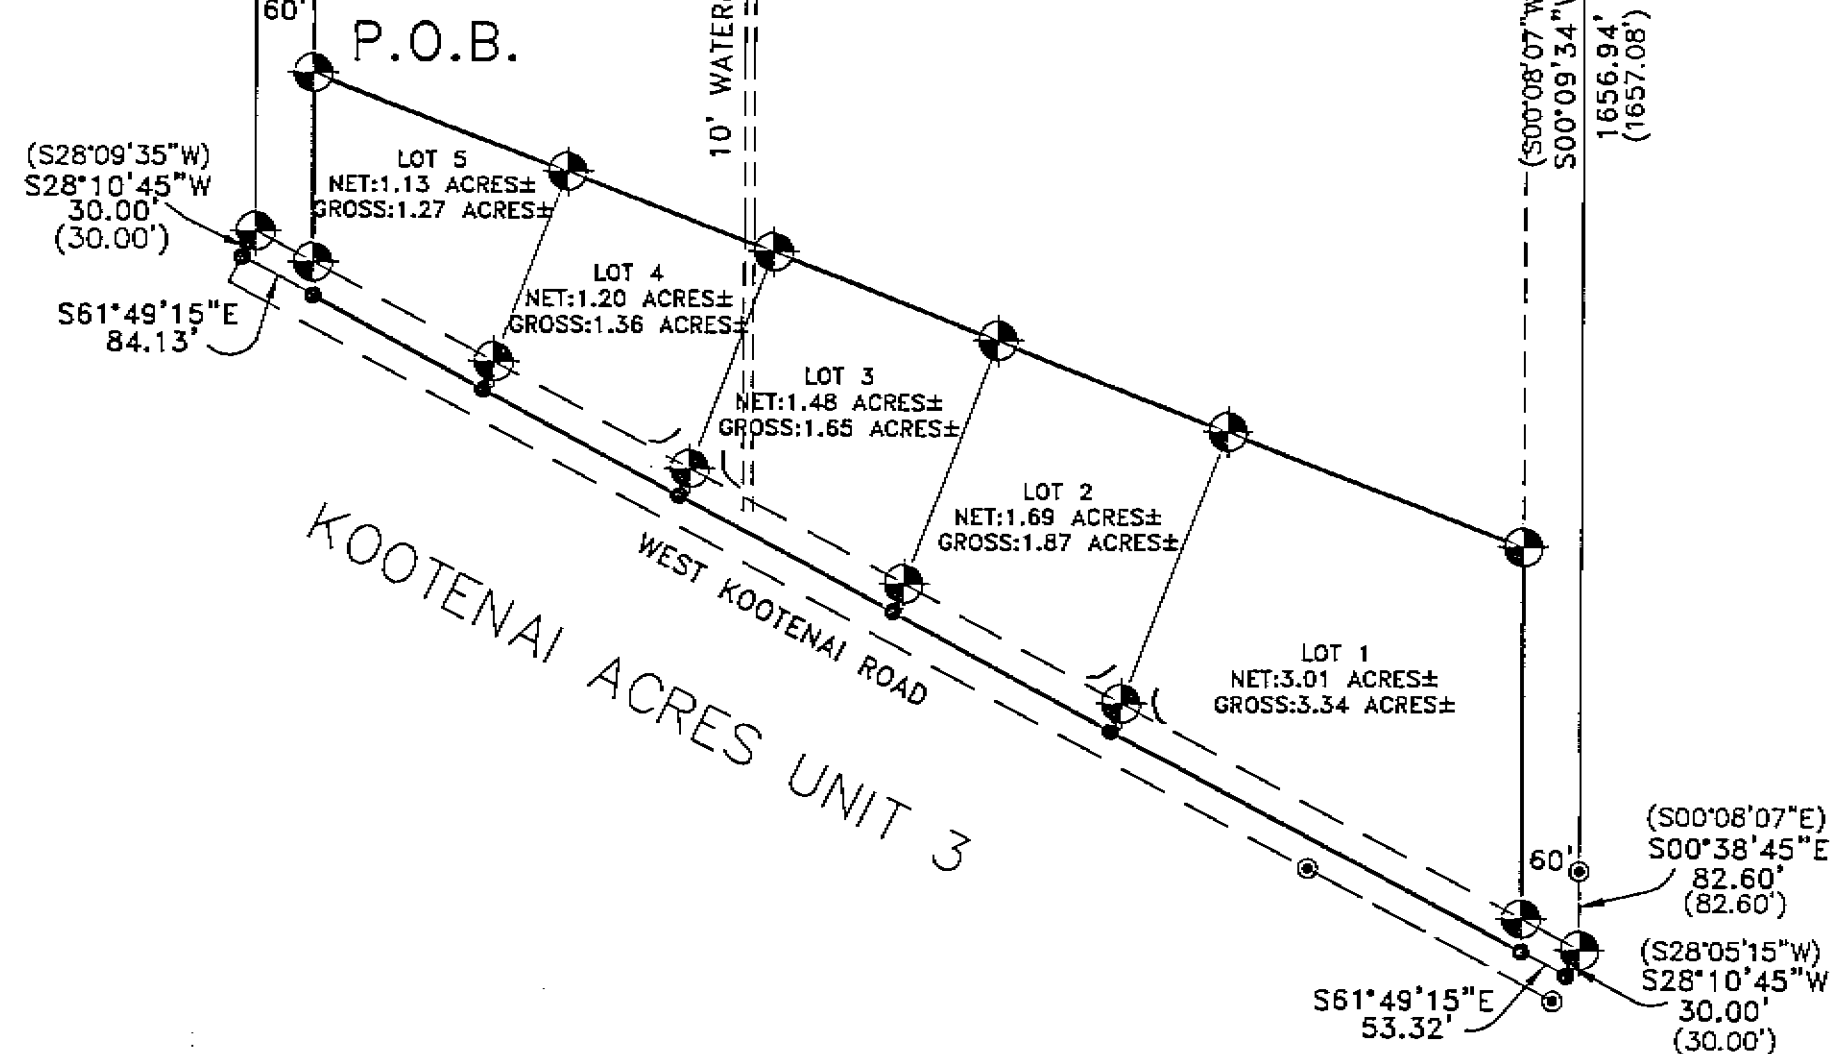 60'
P.O.B.
10' WATER
(S00°08'07"W
S00°09'34"W
1656.94'
(1657.08')
(S28°09'35"W)
S28°10'45"W
30.00'
(30.00')
LOT 5
NET:1.13 ACRES±
GROSS:1.27 ACRES±
S61°49'15"E
84.13'
LOT 4
NET:1.20 ACRES±
GROSS:1.36 ACRES±
LOT 3
NET:1.48 ACRES±
GROSS:1.65 ACRES±
LOT 2
NET:1.69 ACRES±
GROSS:1.87 ACRES±
LOT 1
NET:3.01 ACRES±
GROSS:3.34 ACRES±
WEST KOOTENAI ROAD
KOOTENAI ACRES UNIT 3
60'
(S00°08'07"E)
S00°38'45"E
82.60'
(82.60')
(S28°05'15"W)
S28°10'45"W
30.00'
(30.00')
S61°49'15"E
53.32'